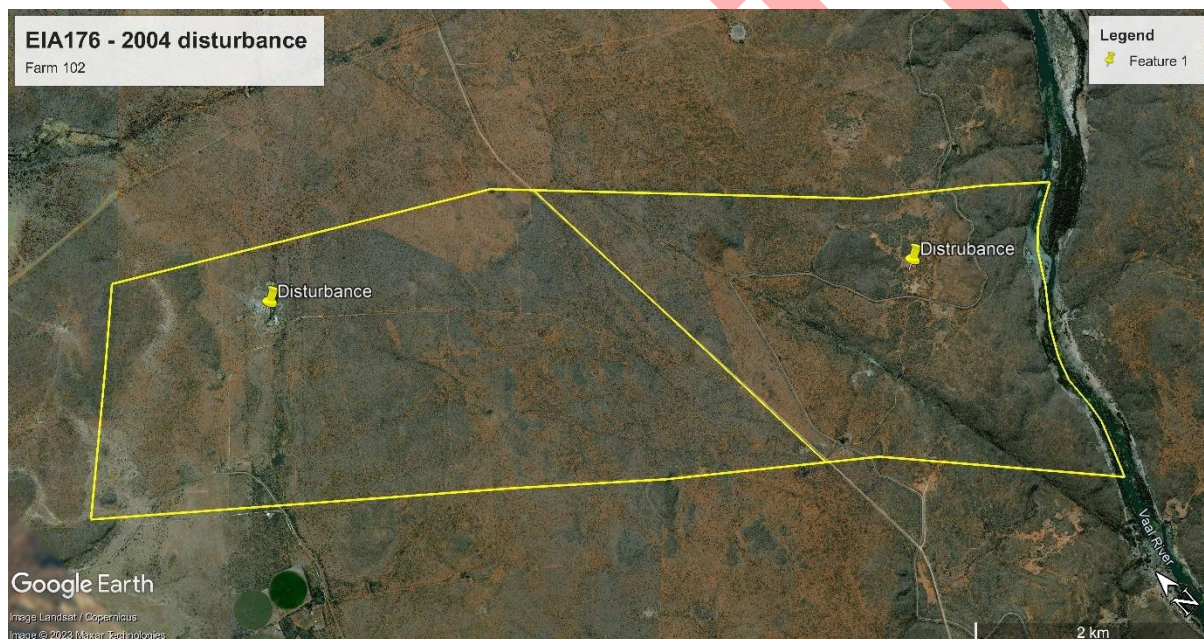 EIA176 - 2004 disturbance
Farm 102
Legend
Feature 1
Distrubance
Disturbance
Vaal River
Google Earth
Image Landsat / Copernicus
Image © 2023 Maxar Technologies
N
2 km